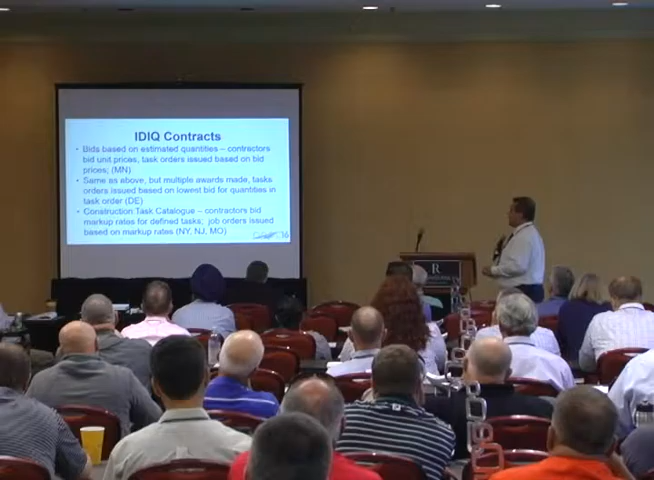 IDIQ Contracts
• Bids based on estimated quantities – contractors
bid unit prices, task orders issued based on bid
prices; (MN)
• Same as above, but multiple awards made, tasks
orders issued based on lowest bid for quantities in
task order (DE)
• Construction Task Catalogue – contractors bid
markup rates for defined tasks; job orders issued
based on markup rates (NY, NJ, MO)
16
R